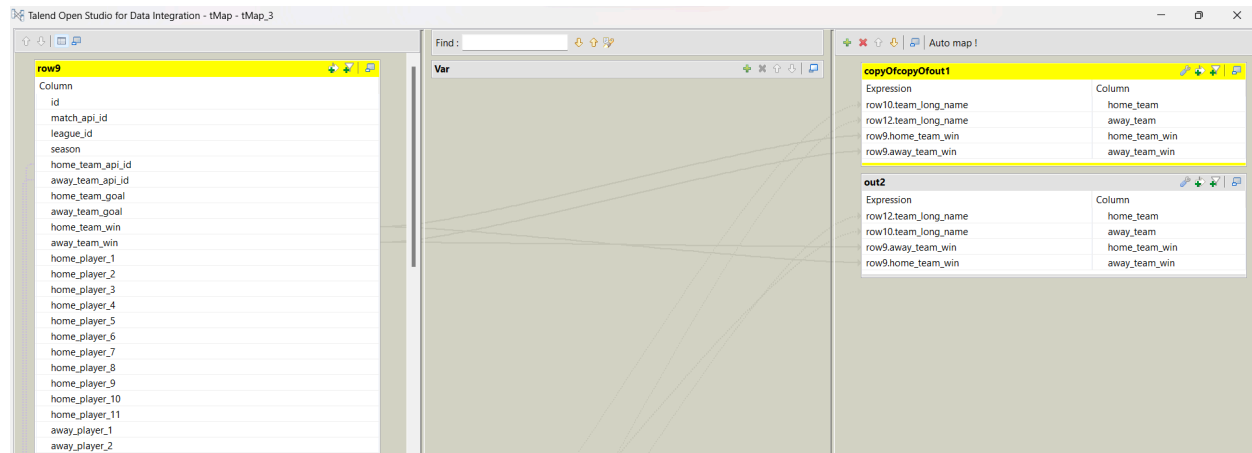 Talend Open Studio for Data Integration - tMap - tMap_3
Find :
Auto map !
row9
Column
id
match_api_id
league_id
season
home_team_api_id
away_team_api_id
home_team_goal
away_team_goal
home_team_win
away_team_win
home_player_1
home_player_2
home_player_3
home_player_4
home_player_5
home_player_6
home_player_7
home_player_8
home_player_9
home_player_10
home_player_11
away_player_1
away_player_2
Var
copyOfcopyOfout1
Expression Column
row10.team_long_name home_team
row12.team_long_name away_team
row9.home_team_win home_team_win
row9.away_team_win away_team_win
out2
Expression Column
row12.team_long_name home_team
row10.team_long_name away_team
row9.away_team_win home_team_win
row9.home_team_win away_team_win